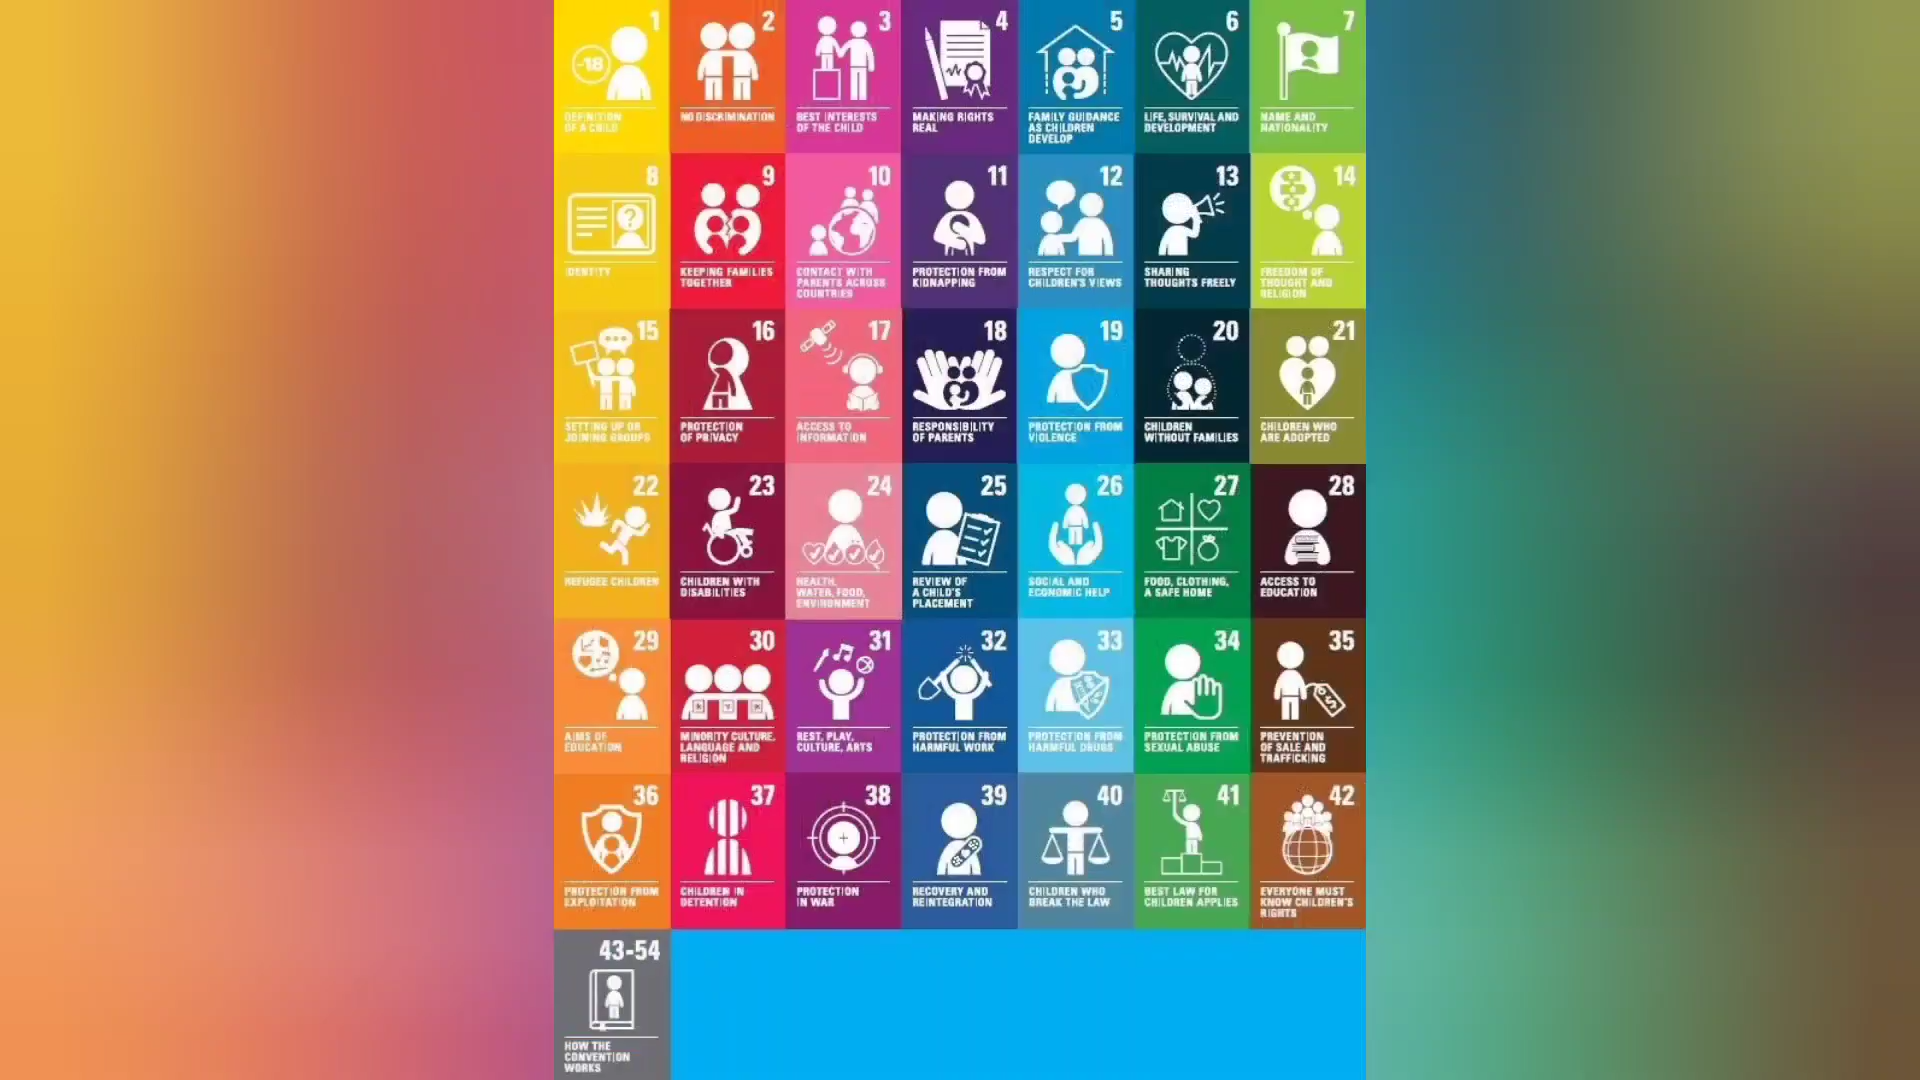 1
-18
DEFINITION
OF A CHILD
2
NO DISCRIMINATION
3
BEST INTERESTS
OF THE CHILD
4
MAKING RIGHTS
REAL
5
FAMILY GUIDANCE
AS CHILDREN
DEVELOP
6
LIFE, SURVIVAL AND
DEVELOPMENT
7
NAME AND
NATIONALITY
8
?
IDENTITY
9
KEEPING FAMILIES
TOGETHER
10
CONTACT WITH
PARENTS ACROSS
COUNTRIES
11
PROTECTION FROM
KIDNAPPING
12
RESPECT FOR
CHILDREN'S VIEWS
13
SHARING
THOUGHTS FREELY
14
FREEDOM OF
THOUGHT AND
RELIGION
15
SETTING UP OR
JOINING GROUPS
16
PROTECTION
OF PRIVACY
17
ACCESS TO
INFORMATION
18
RESPONSIBILITY
OF PARENTS
19
PROTECTION FROM
VIOLENCE
20
CHILDREN
WITHOUT FAMILIES
21
CHILDREN WHO
ARE ADOPTED
22
REFUGEE CHILDREN
23
CHILDREN WITH
DISABILITIES
24
HEALTH,
WATER, FOOD,
ENVIRONMENT
25
REVIEW OF
A CHILD'S
PLACEMENT
26
SOCIAL AND
ECONOMIC HELP
27
FOOD, CLOTHING,
A SAFE HOME
28
ACCESS TO
EDUCATION
29
AIMS OF
EDUCATION
30
MINORITY CULTURE,
LANGUAGE AND
RELIGION
31
REST, PLAY,
CULTURE, ARTS
32
PROTECTION FROM
HARMFUL WORK
33
PROTECTION FROM
HARMFUL DRUGS
34
PROTECTION FROM
SEXUAL ABUSE
35
$
PREVENTION
OF SALE AND
TRAFFICKING
36
PROTECTION FROM
EXPLOITATION
37
CHILDREN IN
DETENTION
38
PROTECTION
IN WAR
39
RECOVERY AND
REINTEGRATION
40
CHILDREN WHO
BREAK THE LAW
41
BEST LAW FOR
CHILDREN APPLIES
42
EVERYONE MUST
KNOW CHILDREN'S
RIGHTS
43-54
HOW THE
CONVENTION
WORKS